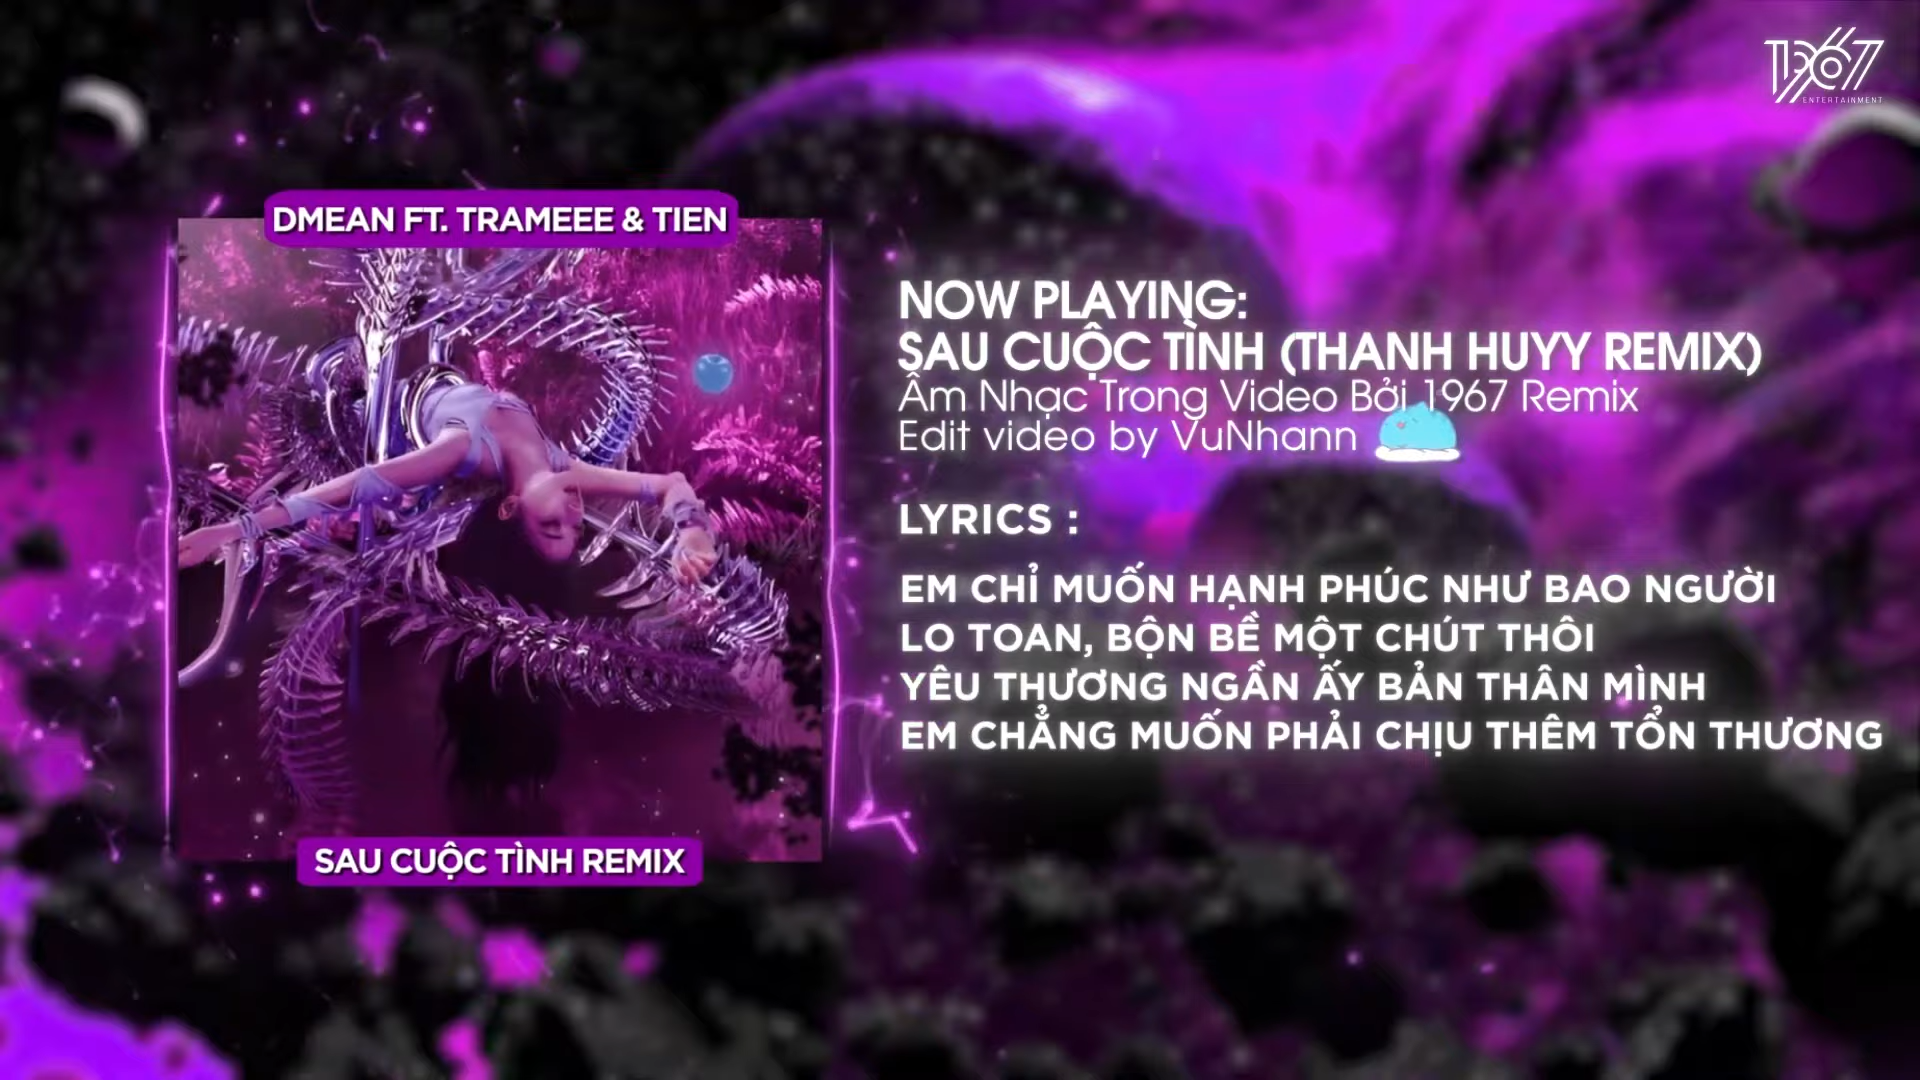 1967
ENTERTAINMENT
DMEAN FT. TRAMEEE & TIEN
NOW PLAYING:
SAU CUỘC TÌNH (THANH HUYY REMIX)
Âm Nhạc Trong Video Bởi 1967 Remix
Edit video by VuNhann
LYRICS :
EM CHỈ MUỐN HẠNH PHÚC NHƯ BAO NGƯỜI
LO TOAN, BỘN BỀ MỘT CHÚT THÔI
YÊU THƯƠNG NGẦN ẤY BẢN THÂN MÌNH
EM CHẲNG MUỐN PHẢI CHỊU THÊM TỔN THƯƠNG
SAU CUỘC TÌNH REMIX